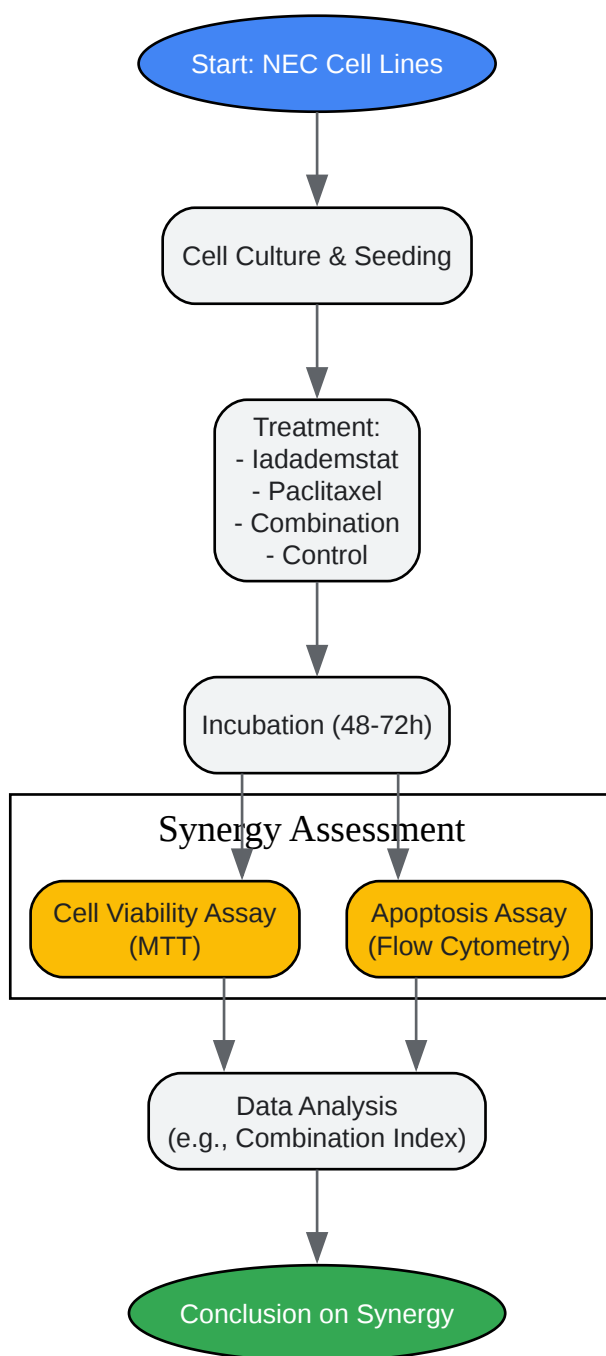 Start: NEC Cell Lines
Cell Culture & Seeding
Treatment:
- Iadademstat
- Paclitaxel
- Combination
- Control
Incubation (48-72h)
Synergy Assessment
Cell Viability Assay
(MTT)
Apoptosis Assay
(Flow Cytometry)
Data Analysis
(e.g., Combination Index)
Conclusion on Synergy